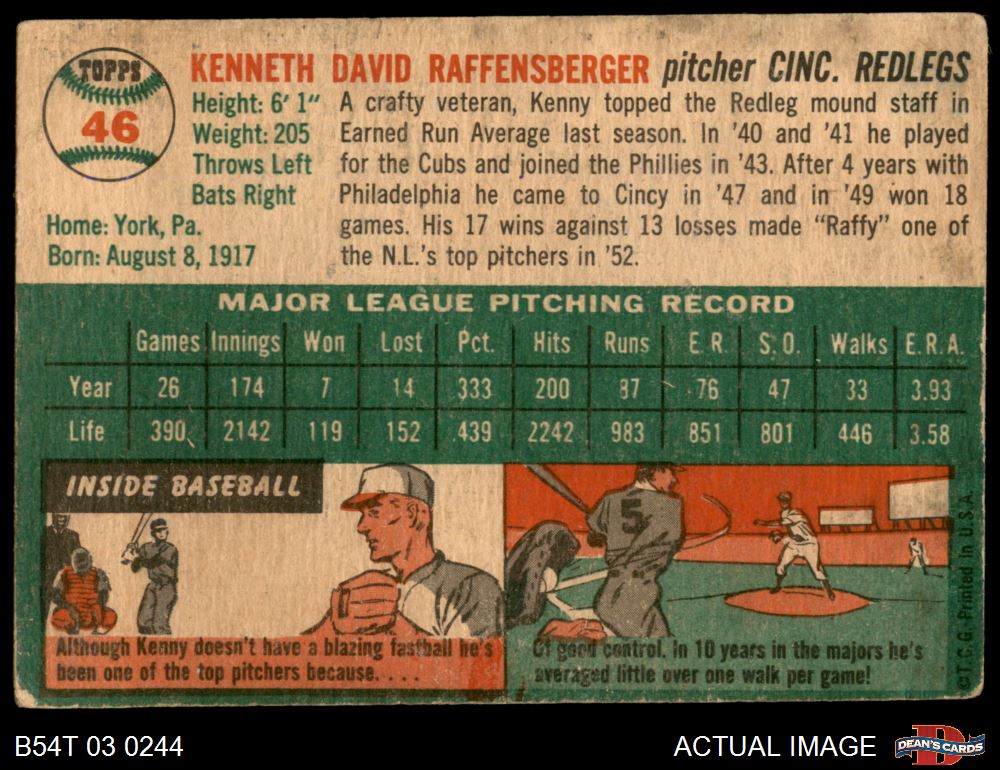 TOPPS
46
KENNETH DAVID RAFFENSBERGER pitcher CINC. REDLEGS
Height: 6' 1"
Weight: 205
Throws Left
Bats Right
Home: York, Pa.
Born: August 8, 1917
A crafty veteran, Kenny topped the Redleg mound staff in
Earned Run Average last season. In '40 and '41 he played
for the Cubs and joined the Phillies in '43. After 4 years with
Philadelphia he came to Cincy in '47 and in '49 won 18
games. His 17 wins against 13 losses made "Raffy" one of
the N.L.'s top pitchers in '52.
MAJOR LEAGUE PITCHING RECORD
Games Innings Won Lost Pct. Hits Runs E.R. S.O. Walks E.R.A.
Year 26 174 7 14 .333 200 87 76 47 33 3.93
Life 390 2142 119 152 .439 2242 983 851 801 446 3.58
INSIDE BASEBALL
5
Although Kenny doesn't have a blazing fastball he's
been one of the top pitchers because. . . .
Of good control. In 10 years in the majors he's
averaged little over one walk per game!
©T.C.G. Printed in U.S.A.
B54T 03 0244
ACTUAL IMAGE
D
DEAN'S CARDS